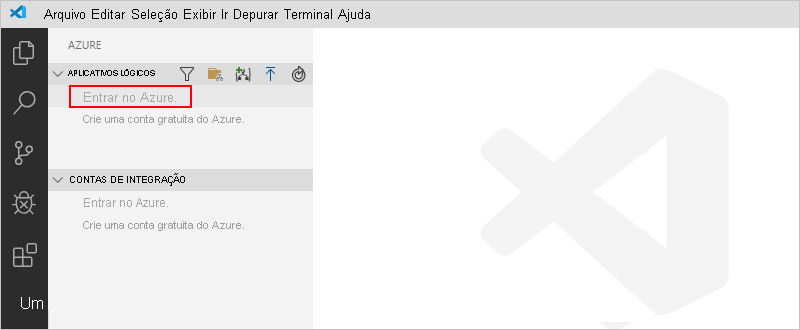 Arquivo Editar Seleção Exibir Ir Depurar Terminal Ajuda
AZURE
APLICATIVOS LÓGICOS
Entrar no Azure.
Crie uma conta gratuita do Azure.
CONTAS DE INTEGRAÇÃO
Entrar no Azure.
Crie uma conta gratuita do Azure.
Um